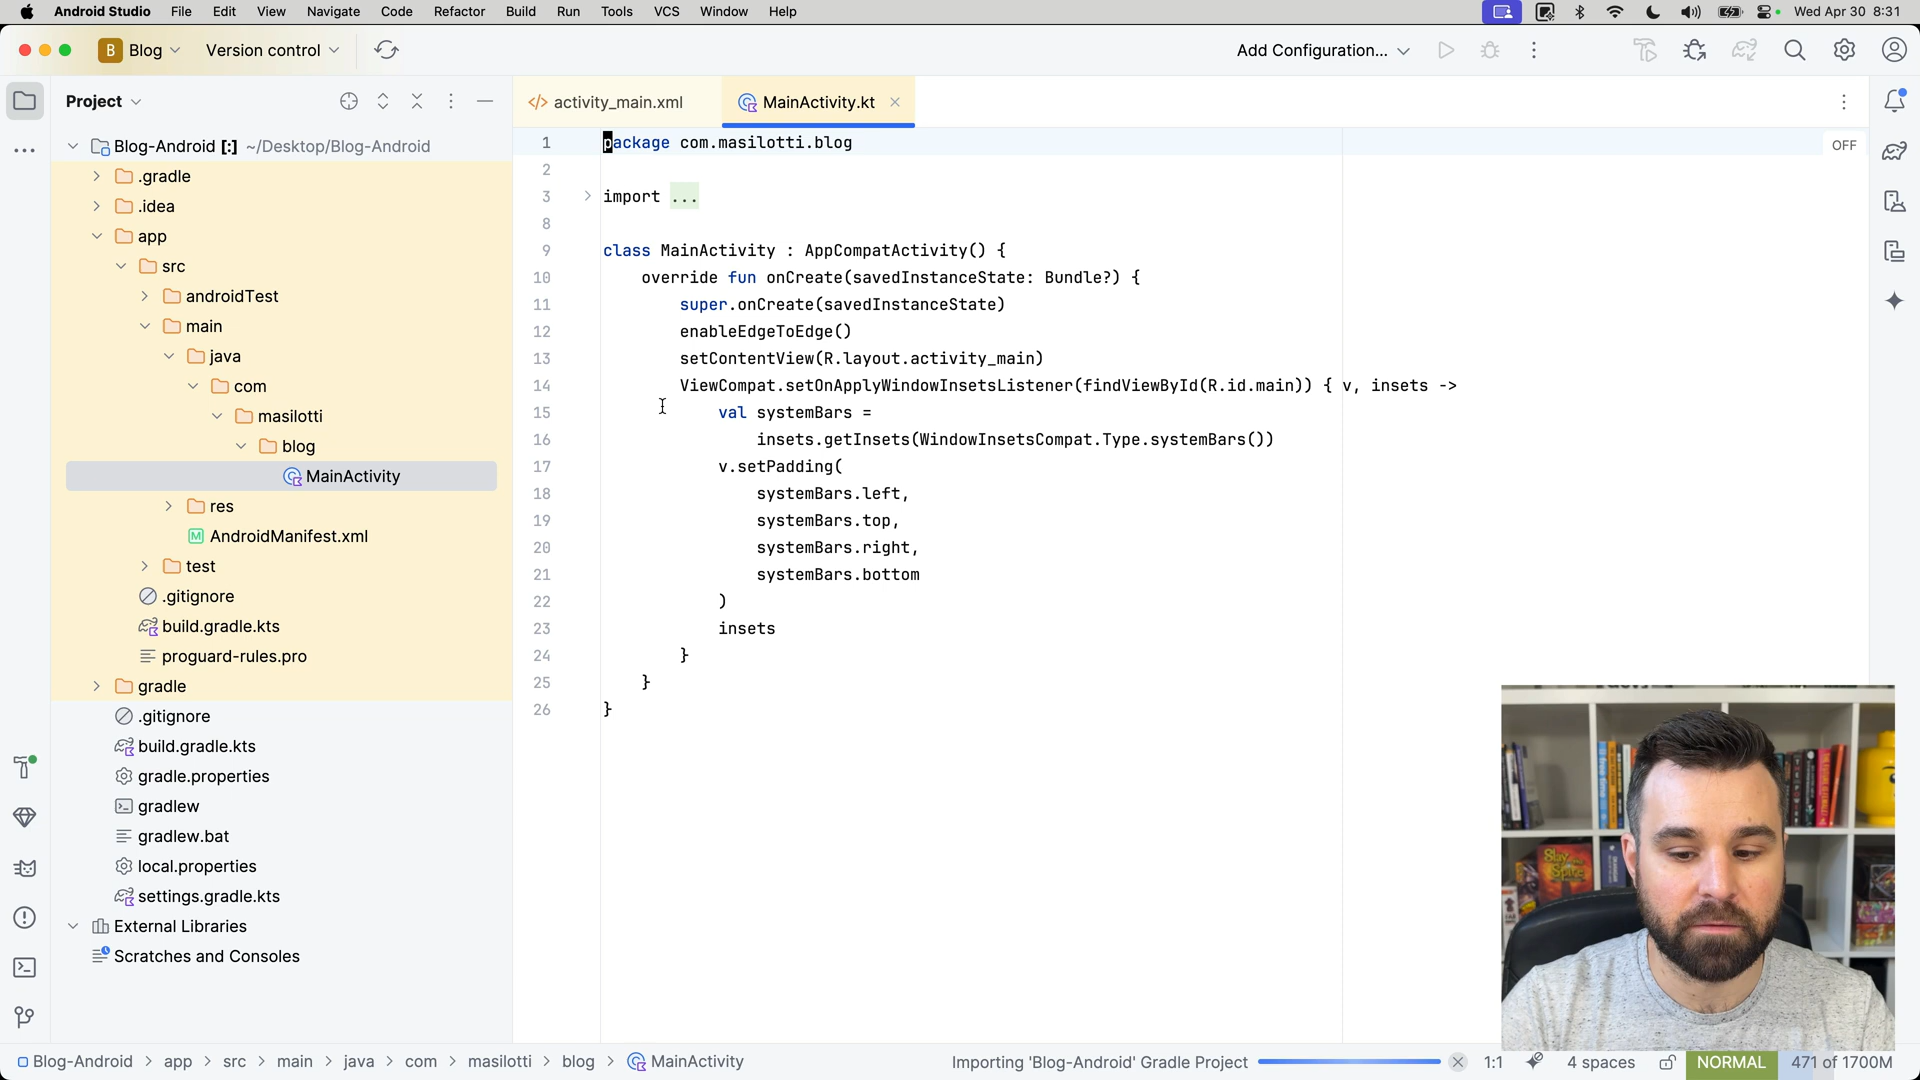 Android Studio File Edit View Navigate Code Refactor Build Run Tools VCS Window Help Wed Apr 30 8:31
B Blog Version control Add Configuration...
Project activity_main.xml MainActivity.kt
Blog-Android [:] ~/Desktop/Blog-Android
.gradle
.idea
app
src
androidTest
main
java
com
masilotti
blog
MainActivity
res
AndroidManifest.xml
test
.gitignore
build.gradle.kts
proguard-rules.pro
gradle
.gitignore
build.gradle.kts
gradle.properties
gradlew
gradlew.bat
local.properties
settings.gradle.kts
External Libraries
Scratches and Consoles
OFF
1 package com.masilotti.blog
2
3 import ...
8
9 class MainActivity : AppCompatActivity() {
10 override fun onCreate(savedInstanceState: Bundle?) {
11 super.onCreate(savedInstanceState)
12 enableEdgeToEdge()
13 setContentView(R.layout.activity_main)
14 ViewCompat.setOnApplyWindowInsetsListener(findViewById(R.id.main)) { v, insets ->
15 val systemBars =
16 insets.getInsets(WindowInsetsCompat.Type.systemBars())
17 v.setPadding(
18 systemBars.left,
19 systemBars.top,
20 systemBars.right,
21 systemBars.bottom
22 )
23 insets
24 }
25 }
26 }
Slay the Spire
Blog-Android > app > src > main > java > com > masilotti > blog > MainActivity Importing 'Blog-Android' Gradle Project 1:1 4 spaces NORMAL 471 of 1700M